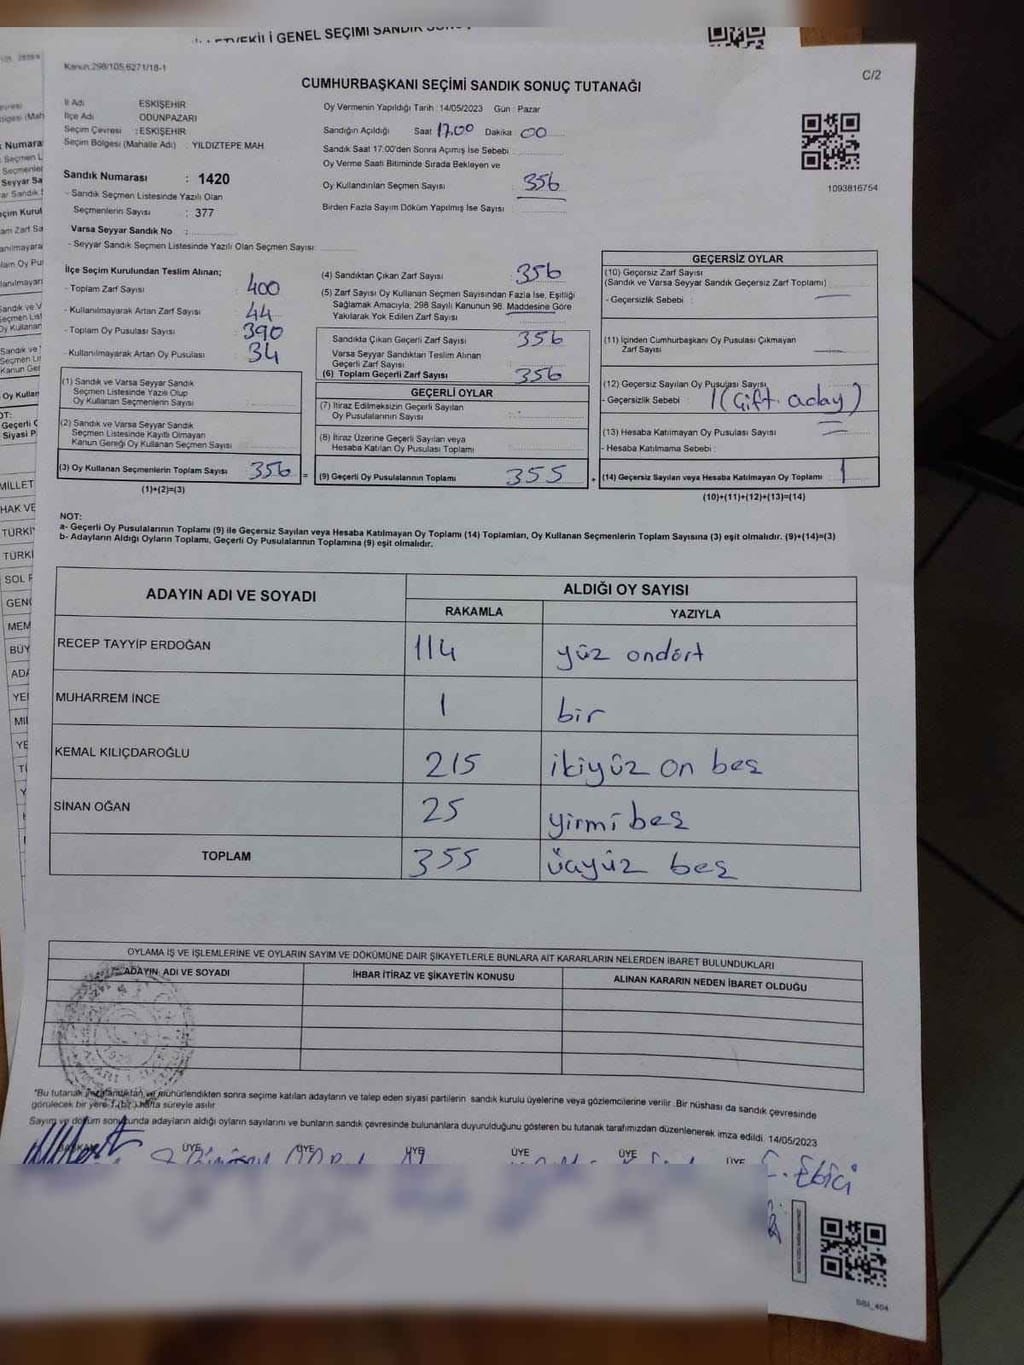 GENEL SEÇİMİ SANDIK
Kanun:298/105,6271/18-1
C/2
CUMHURBAŞKANI SEÇİMİ SANDIK SONUÇ TUTANAĞI
İl Adı ESKİŞEHİR
İlçe Adı ODUNPAZARI
Seçim Çevresi : ESKİŞEHİR
Seçim Bölgesi (Mahalle Adı) : YILDIZTEPE MAH
Sandık Numarası : 1420
- Sandık Seçmen Listesinde Yazılı Olan
Seçmenlerin Sayısı : 377
Varsa Seyyar Sandık No :
- Seyyar Sandık Seçmen Listesinde Yazılı Olan Seçmen Sayısı:
Oy Vermenin Yapıldığı Tarih :14/05/2023 Gün : Pazar
Sandığın Açıldığı Saat 17.00 Dakika 00
Sandık Saat 17:00'den Sonra Açımış İse Sebebi :
Oy Verme Saati Bitiminde Sırada Bekleyen ve
Oy Kullandırılan Seçmen Sayısı : 356
Birden Fazla Sayım Döküm Yapılmış İse Sayısı :
1093816754
İlçe Seçim Kurulundan Teslim Alınan;
- Toplam Zarf Sayısı : 400
- Kullanılmayarak Artan Zarf Sayısı : 44
- Toplam Oy Pusulası Sayısı : 390
- Kullanılmayarak Artan Oy Pusulası : 34
(1) Sandık ve Varsa Seyyar Sandık
Seçmen Listesinde Yazılı Olup
Oy Kullanan Seçmenlerin Sayısı :
(2) Sandık ve Varsa Seyyar Sandık
Seçmen Listesinde Kayıtlı Olmayan
Kanun Gereği Oy Kullanan Seçmen Sayısı :
(3) Oy Kullanan Seçmenlerin Toplam Sayısı 356 =
(1)+(2)=(3)
(4) Sandıktan Çıkan Zarf Sayısı : 356
(5) Zarf Sayısı Oy Kullanan Seçmen Sayısından Fazla İse, Eşitliği
Sağlamak Amacıyla, 298 Sayılı Kanunun 98. Maddesine Göre
Yakılarak Yok Edilen Zarf Sayısı :
Sandıkta Çıkan Geçerli Zarf Sayısı : 356
Varsa Seyyar Sandıktan Teslim Alınan
Geçerli Zarf Sayısı :
(6) Toplam Geçerli Zarf Sayısı : 356
GEÇERLİ OYLAR
(7) İtiraz Edilmeksizin Geçerli Sayılan
Oy Pusulalarının Sayısı :
(8) İtiraz Üzerine Geçerli Sayılan veya
Hesaba Katılan Oy Pusulası Toplamı :
(9) Geçerli Oy Pusulalarının Toplamı 355 +
GEÇERSİZ OYLAR
(10) Geçersiz Zarf Sayısı
(Sandık ve Varsa Seyyar Sandık Geçersiz Zarf Toplamı)
- Geçersizlik Sebebi : —
(11) İçinden Cumhurbaşkanı Oy Pusulası Çıkmayan
Zarf Sayısı : —
(12) Geçersiz Sayılan Oy Pusulası Sayısı
- Geçersizlik Sebebi : 1 (Çift aday)
(13) Hesaba Katılmayan Oy Pusulası Sayısı : —
- Hesaba Katılmama Sebebi :
(14) Geçersiz Sayılan veya Hesaba Katılmayan Oy Toplamı : 1
(10)+(11)+(12)+(13)=(14)
NOT:
a- Geçerli Oy Pusulalarının Toplamı (9) ile Geçersiz Sayılan veya Hesaba Katılmayan Oy Toplamı (14) Toplamları, Oy Kullanan Seçmenlerin Toplam Sayısına (3) eşit olmalıdır. (9)+(14)=(3)
b- Adayların Aldığı Oyların Toplamı, Geçerli Oy Pusulalarının Toplamına (9) eşit olmalıdır.
ADAYIN ADI VE SOYADI ALDIĞI OY SAYISI
RAKAMLA YAZIYLA
RECEP TAYYİP ERDOĞAN 114 yüz ondört
MUHARREM İNCE 1 bir
KEMAL KILIÇDAROĞLU 215 ikiyüz on beş
SİNAN OĞAN 25 yirmi beş
TOPLAM 355 üçyüz beş
OYLAMA İŞ VE İŞLEMLERİNE VE OYLARIN SAYIM VE DÖKÜMÜNE DAİR ŞİKAYETLERLE BUNLARA AİT KARARLARIN NELERDEN İBARET BULUNDUKLARI
ADAYIN ADI VE SOYADI İHBAR İTİRAZ VE ŞİKAYETİN KONUSU ALINAN KARARIN NEDEN İBARET OLDUĞU
*Bu tutanak imzalandıktan ve mühürlendikten sonra seçime katılan adayların ve talep eden siyasi partilerin sandık kurulu üyelerine veya gözlemcilerine verilir .Bir nüshası da sandık çevresinde
görülecek bir yere 1 (bir ) hafta süreyle asılır
Sayım ve döküm sonucunda adayların aldığı oyların sayılarını ve bunların sandık çevresinde bulunanlara duyurulduğunu gösteren bu tutanak tarafımızdan düzenlenerek imza edildi. 14/05/2023
ÜYE ÜYE ÜYE ÜYE ÜYE ÜYE